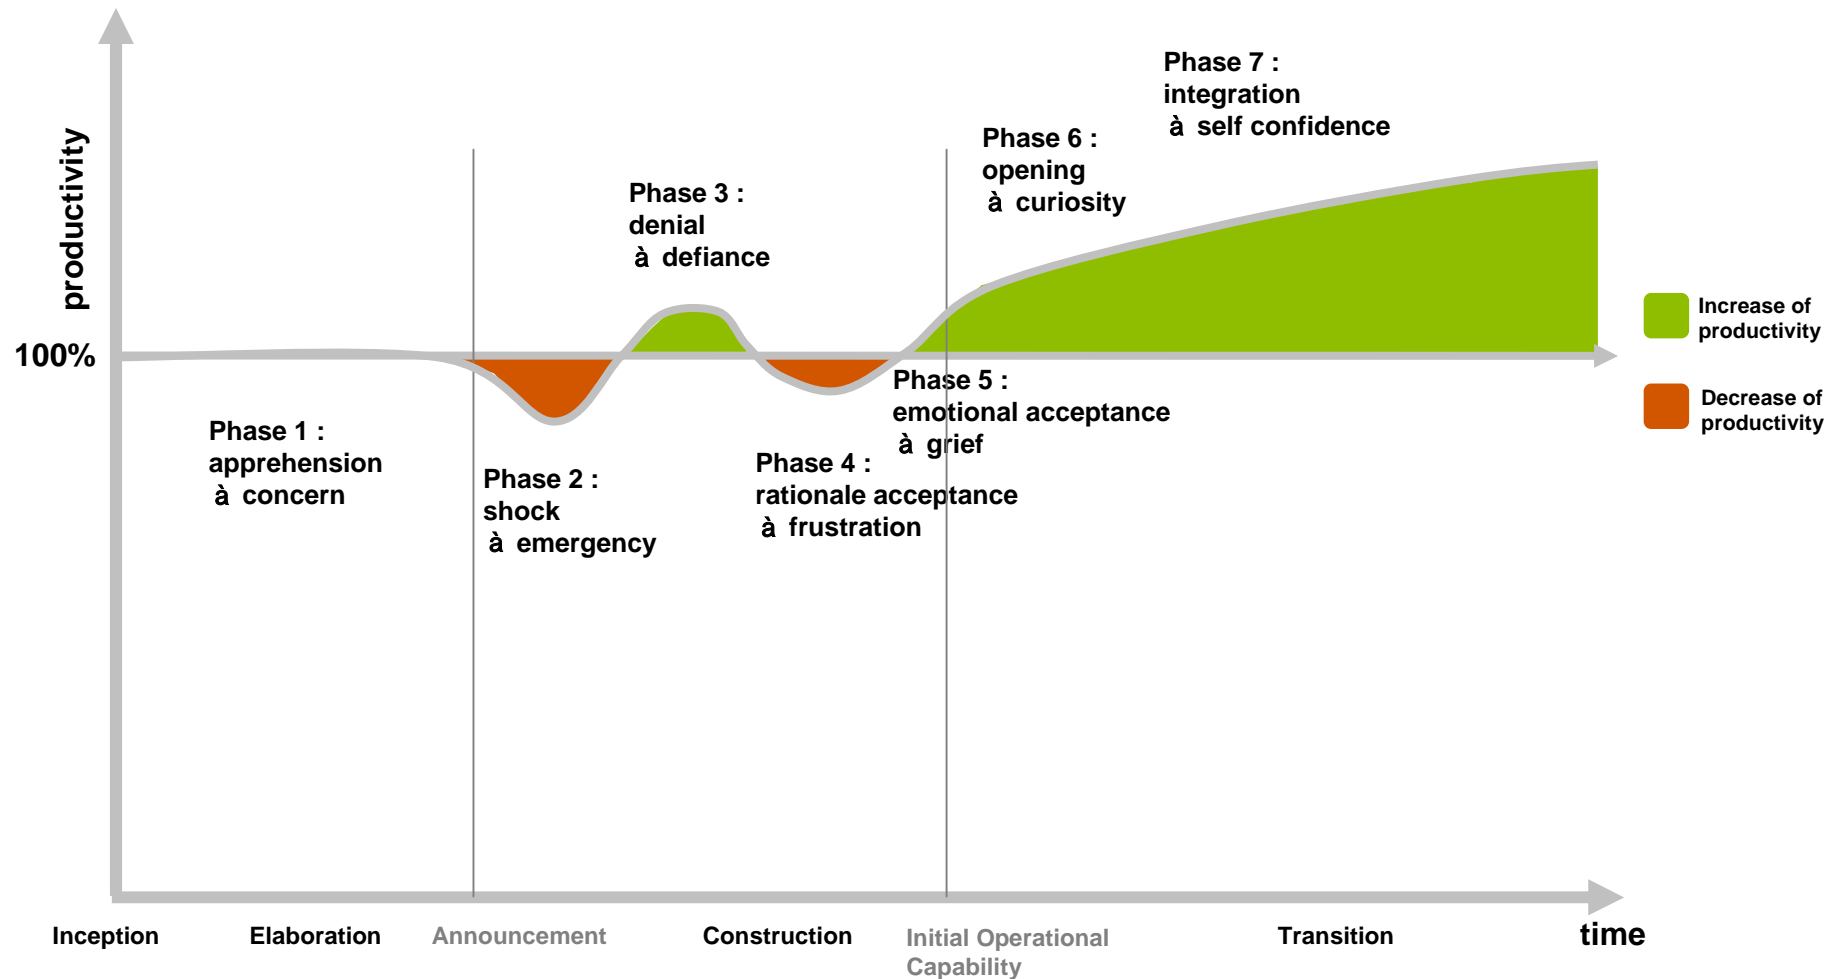 Phase 7 :
integration
à self confidence
Phase 6 :
opening
à curiosity
Phase 3 :
denial
à defiance
productivity
100%
Increase of
productivity
Decrease of
productivity
Phase 5 :
emotional acceptance
à grief
Phase 1 :
apprehension
à concern
Phase 4 :
rationale acceptance
à frustration
Phase 2 :
shock
à emergency
Inception
Elaboration
Announcement
Construction
Initial Operational
Capability
Transition
time